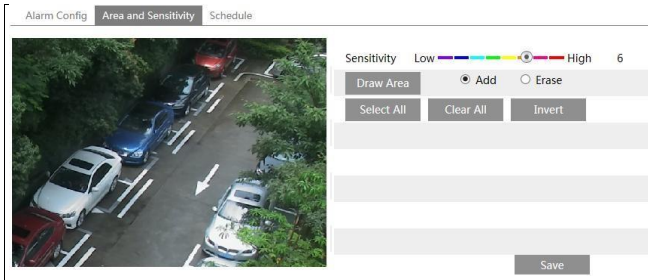 Alarm Config Area and Sensitivity Schedule
Sensitivity Low High 6
Draw Area Add Erase
Select All Clear All Invert
Save